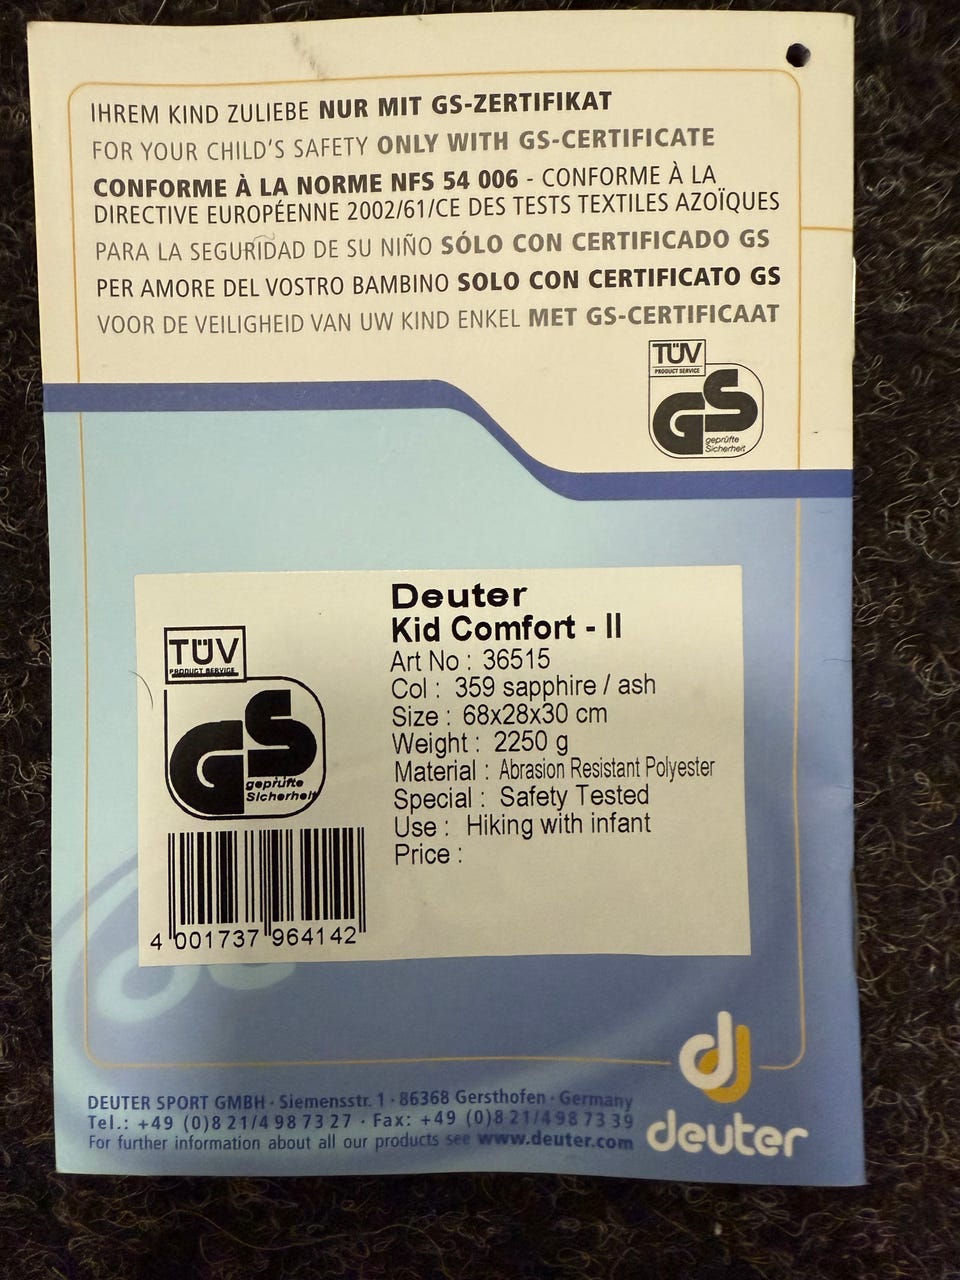 IHREM KIND ZULIEBE NUR MIT GS-ZERTIFIKAT
FOR YOUR CHILD'S SAFETY ONLY WITH GS-CERTIFICATE
CONFORME À LA NORME NFS 54 006 - CONFORME À LA
DIRECTIVE EUROPÉENNE 2002/61/CE DES TESTS TEXTILES AZOÏQUES
PARA LA SEGURIDAD DE SU NIÑO SÓLO CON CERTIFICADO GS
PER AMORE DEL VOSTRO BAMBINO SOLO CON CERTIFICATO GS
VOOR DE VEILIGHEID VAN UW KIND ENKEL MET GS-CERTIFICAAT
TÜV
PRODUCT SERVICE
GS
geprüfte
Sicherheit
TÜV
PRODUCT SERVICE
GS
geprüfte
Sicherheit
4 001737 964142
Deuter
Kid Comfort - II
Art No : 36515
Col : 359 sapphire / ash
Size : 68x28x30 cm
Weight : 2250 g
Material : Abrasion Resistant Polyester
Special : Safety Tested
Use : Hiking with infant
Price :
DEUTER SPORT GMBH · Siemensstr. 1 · 86368 Gersthofen · Germany
Tel.: +49 (0)8 21/4 98 73 27 · Fax: +49 (0)8 21/4 98 73 39
For further information about all our products see www.deuter.com
deuter